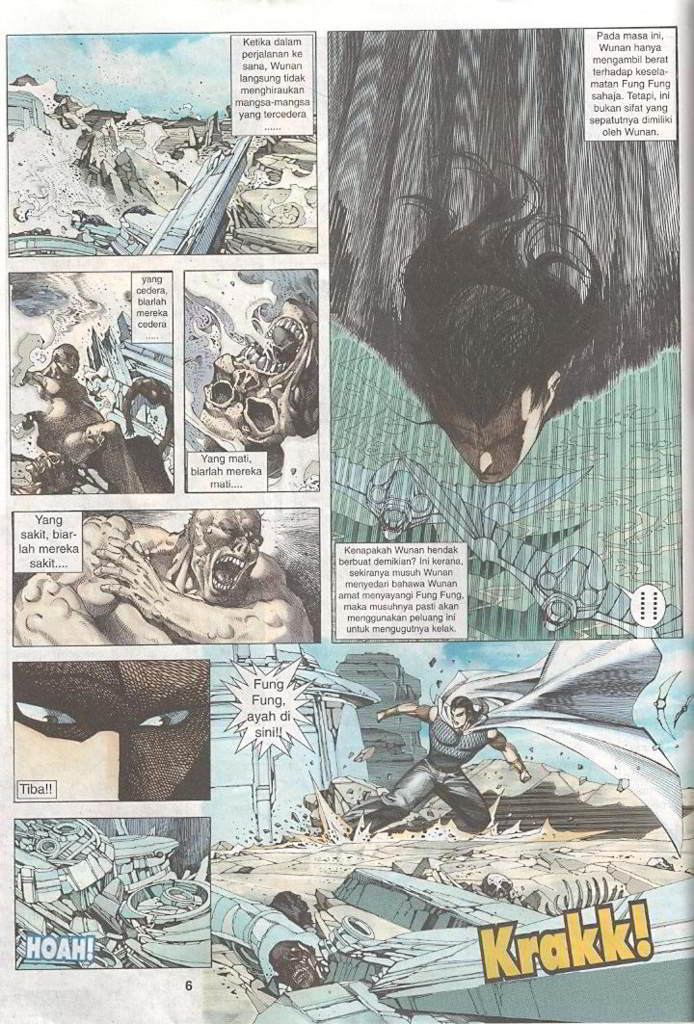 Ketika dalam
perjalanan ke
sana, Wunan
langsung tidak
menghiraukan
mangsa-mangsa
yang tercedera
......
Pada masa ini,
Wunan hanya
mengambil berat
terhadap kesela-
matan Fung Fung
sahaja. Tetapi, ini
bukan sifat yang
sepatutnya dimiliki
oleh Wunan.
yang
cedera,
biarlah
mereka
cedera
.....
Yang mati,
biarlah mereka
mati....
Yang
sakit, biar-
lah mereka
sakit....
Kenapakah Wunan hendak
berbuat demikian? Ini kerana,
sekiranya musuh Wunan
menyedari bahawa Wunan
amat menyayangi Fung Fung,
maka musuhnya pasti akan
menggunakan peluang ini
untuk mengugutnya kelak.
Tiba!!
Fung
Fung,
ayah di
sini!!
HOAH!
Krakk!
6